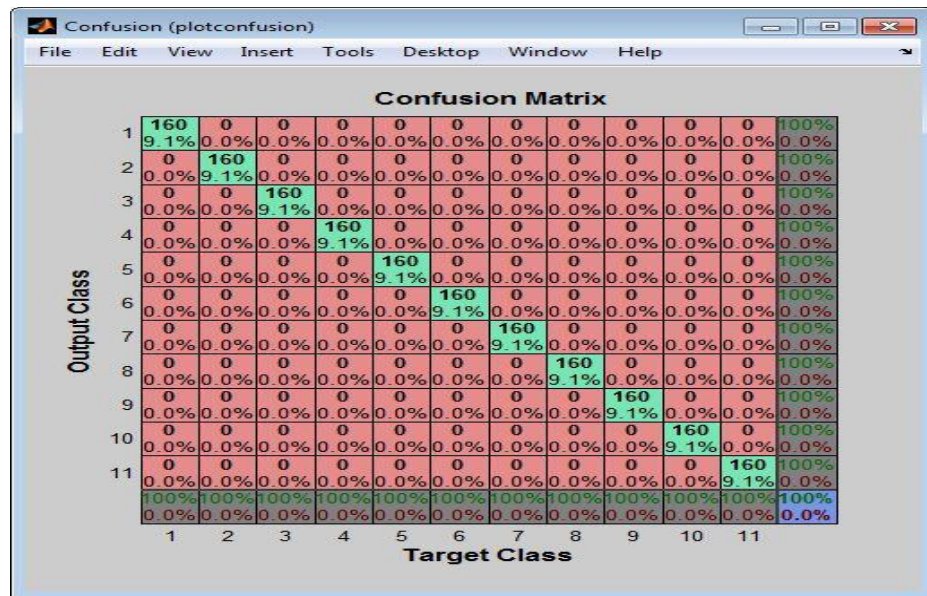 Confusion (plotconfusion)
File Edit View Insert Tools Desktop Window Help
Confusion Matrix
1 160 0 0 0 0 0 0 0 0 0 0 100%
9.1% 0.0% 0.0% 0.0% 0.0% 0.0% 0.0% 0.0% 0.0% 0.0% 0.0% 0.0%
2 0 160 0 0 0 0 0 0 0 0 0 100%
0.0% 9.1% 0.0% 0.0% 0.0% 0.0% 0.0% 0.0% 0.0% 0.0% 0.0% 0.0%
3 0 0 160 0 0 0 0 0 0 0 0 100%
0.0% 0.0% 9.1% 0.0% 0.0% 0.0% 0.0% 0.0% 0.0% 0.0% 0.0% 0.0%
4 0 0 0 160 0 0 0 0 0 0 0 100%
0.0% 0.0% 0.0% 9.1% 0.0% 0.0% 0.0% 0.0% 0.0% 0.0% 0.0% 0.0%
5 0 0 0 0 160 0 0 0 0 0 0 100%
0.0% 0.0% 0.0% 0.0% 9.1% 0.0% 0.0% 0.0% 0.0% 0.0% 0.0% 0.0%
6 0 0 0 0 0 160 0 0 0 0 0 100%
0.0% 0.0% 0.0% 0.0% 0.0% 9.1% 0.0% 0.0% 0.0% 0.0% 0.0% 0.0%
7 0 0 0 0 0 0 160 0 0 0 0 100%
0.0% 0.0% 0.0% 0.0% 0.0% 0.0% 9.1% 0.0% 0.0% 0.0% 0.0% 0.0%
8 0 0 0 0 0 0 0 160 0 0 0 100%
0.0% 0.0% 0.0% 0.0% 0.0% 0.0% 0.0% 9.1% 0.0% 0.0% 0.0% 0.0%
9 0 0 0 0 0 0 0 0 160 0 0 100%
0.0% 0.0% 0.0% 0.0% 0.0% 0.0% 0.0% 0.0% 9.1% 0.0% 0.0% 0.0%
10 0 0 0 0 0 0 0 0 0 160 0 100%
0.0% 0.0% 0.0% 0.0% 0.0% 0.0% 0.0% 0.0% 0.0% 9.1% 0.0% 0.0%
11 0 0 0 0 0 0 0 0 0 0 160 100%
0.0% 0.0% 0.0% 0.0% 0.0% 0.0% 0.0% 0.0% 0.0% 0.0% 9.1% 0.0%
100% 100% 100% 100% 100% 100% 100% 100% 100% 100% 100% 100%
0.0% 0.0% 0.0% 0.0% 0.0% 0.0% 0.0% 0.0% 0.0% 0.0% 0.0% 0.0%
1 2 3 4 5 6 7 8 9 10 11
Target Class
Output Class